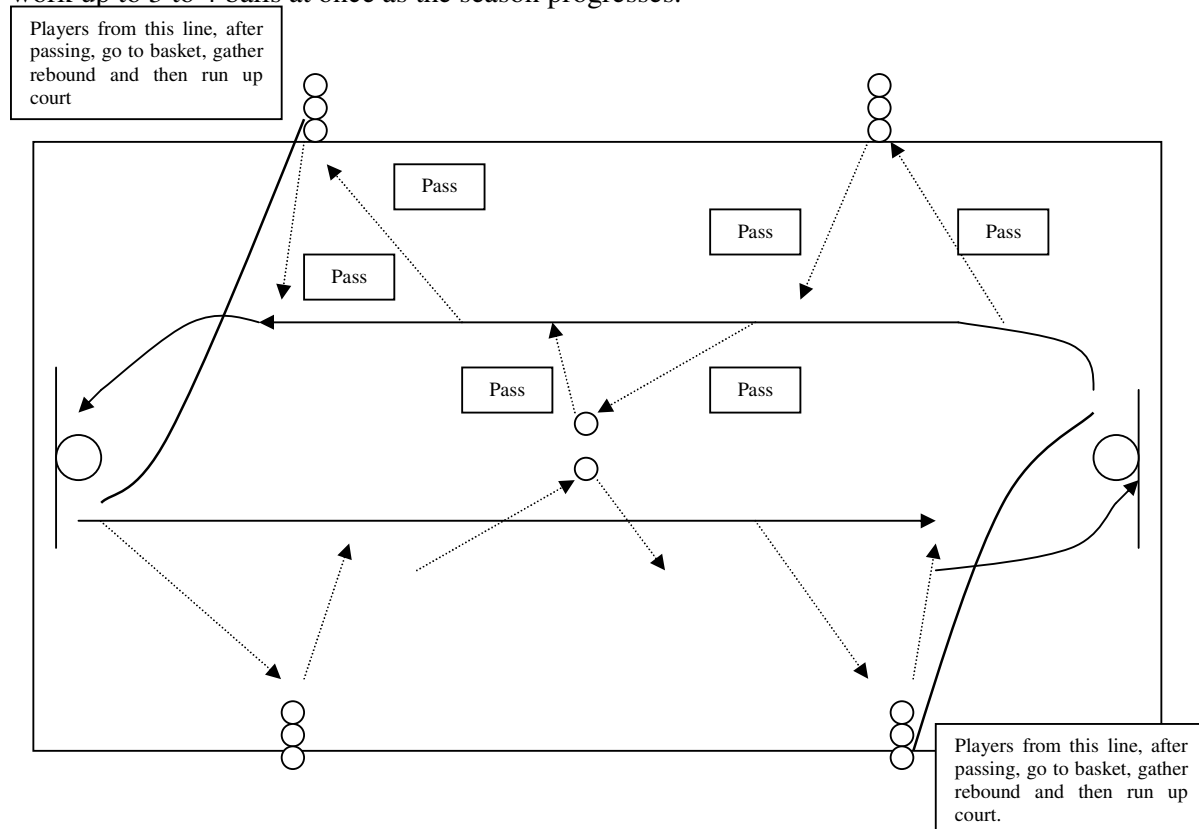 work up to 3 to 4 balls at once as the season progresses.
Players from this line, after
passing, go to basket, gather
rebound and then run up
court
Pass
Pass
Pass
Pass
Pass
Pass
Players from this line, after
passing, go to basket, gather
rebound and then run up
court.